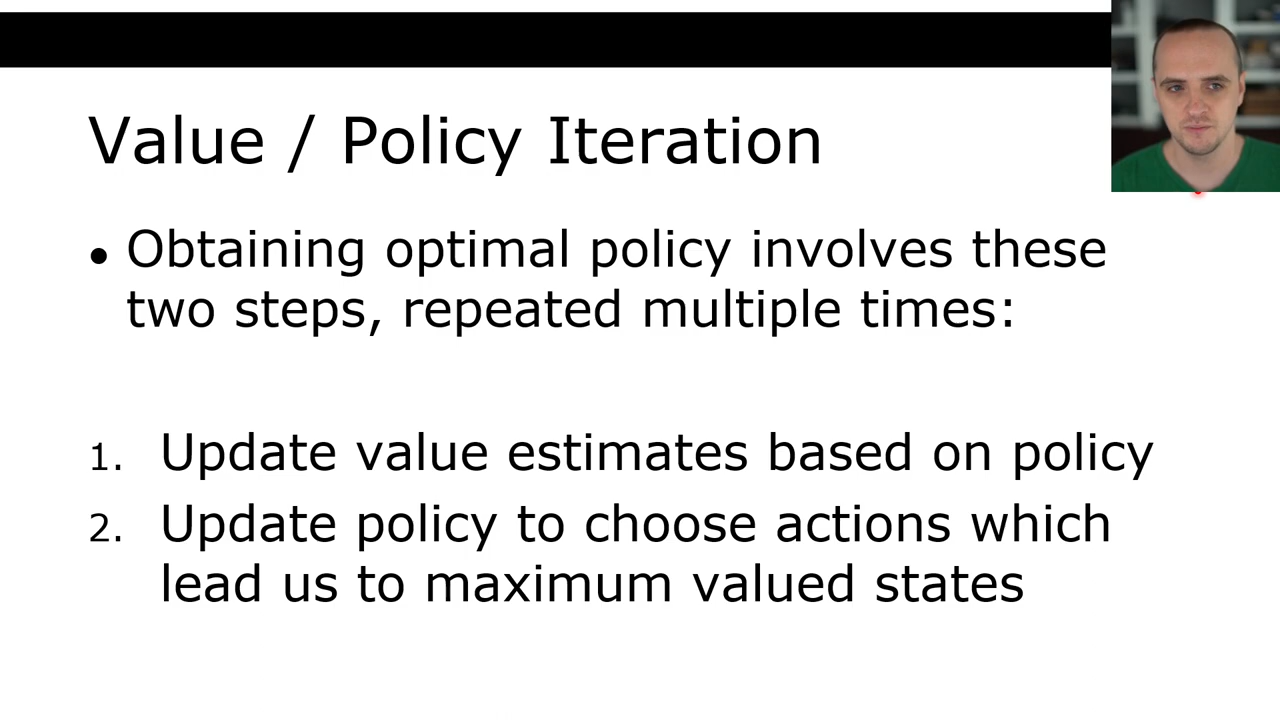 Value / Policy Iteration
• Obtaining optimal policy involves these
two steps, repeated multiple times:
1. Update value estimates based on policy
2. Update policy to choose actions which
lead us to maximum valued states